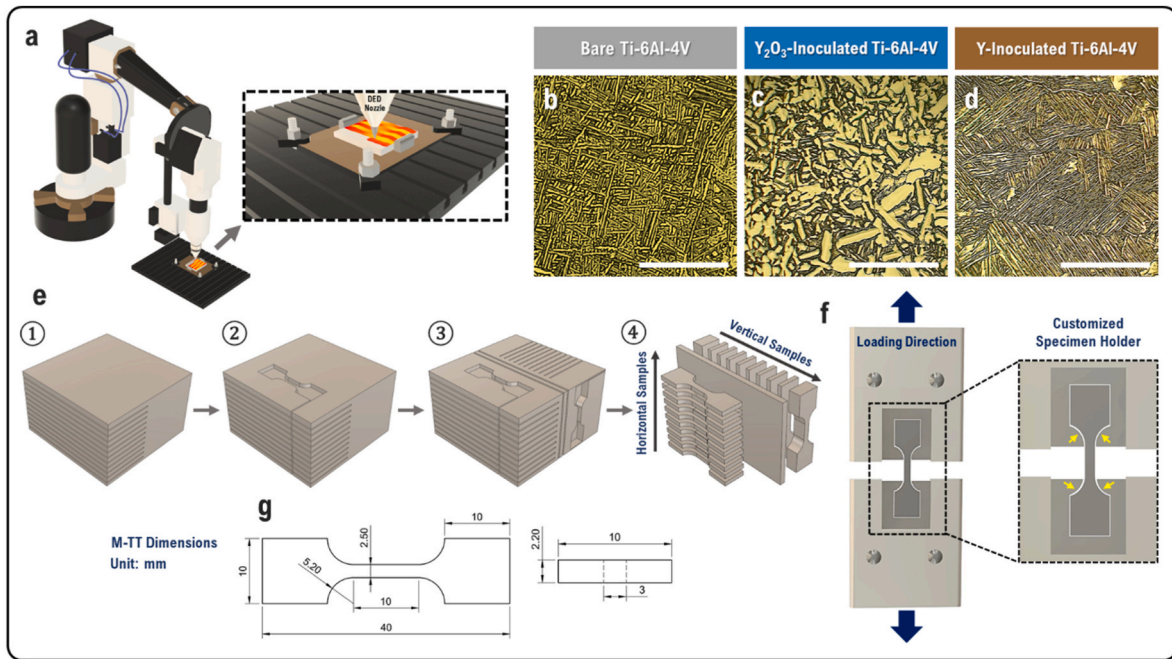 a
DED
Nozzle
Bare Ti-6Al-4V
Y₂O₃-Inoculated Ti-6Al-4V
Y-Inoculated Ti-6Al-4V
b
c
d
e
①
②
③
④
Horizontal Samples
Vertical Samples
f
Loading Direction
Customized
Specimen Holder
g
M-TT Dimensions
Unit: mm
10
2.50
10
5.20
10
40
2.20
10
3